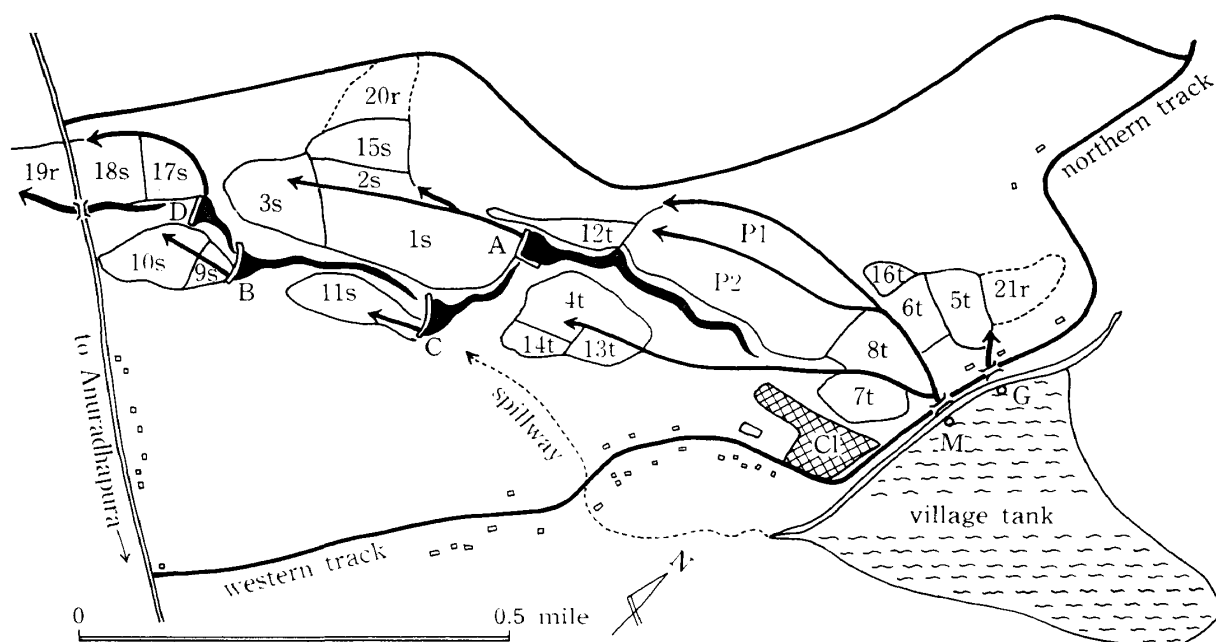 northern track
20r
15s
2s
3s
1s
19r
18s
17s
D
10s
9s
B
11s
C
A
12t
P1
P2
4t
14t
13t
16t
6t
5t
21r
8t
7t
G
M
C1
spillway
to Anuradhapura
western track
village tank
N
0
0.5 mile